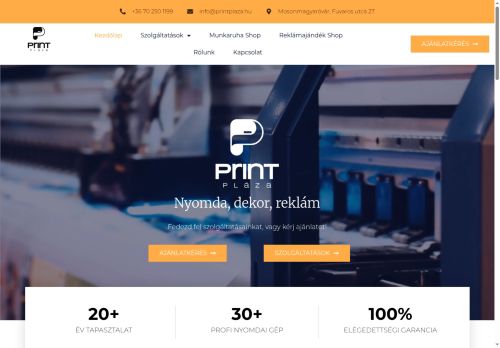 +36 70 250 1199
info@printplaza.hu
Mosonmagyaróvár, Fuvaros utca 27.
PRINT
Plaza
Kezdőlap
Szolgáltatások
Munkaruha Shop
Reklámajándék Shop
Rólunk
Kapcsolat
AJÁNLATKÉRÉS
PRINT
Plaza
Nyomda, dekor, reklám
Fedezd fel szolgáltatásainkat, vagy kérj ajánlatot!
AJÁNLATKÉRÉS
SZOLGÁLTATÁSOK
20+
ÉV TAPASZTALAT
30+
PROFI NYOMDAI GÉP
100%
ELÉGEDETTSÉGI GARANCIA